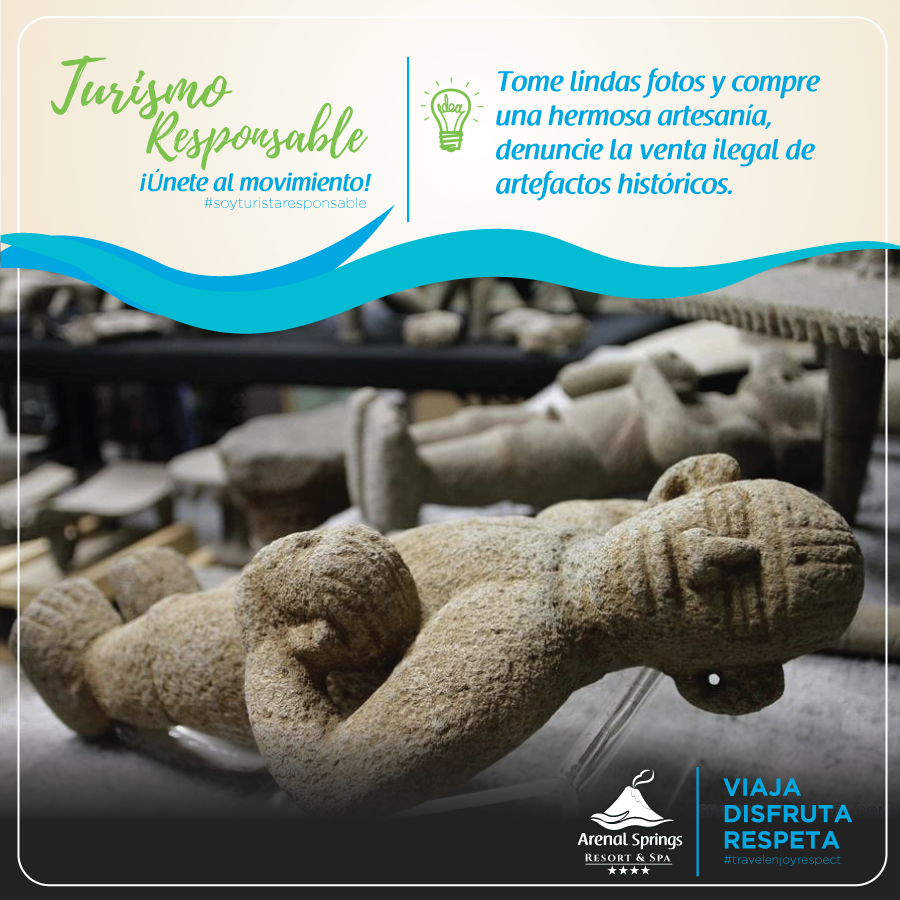 Turismo
Responsable
¡Únete al movimiento!
#soyturistaresponsable
idea
Tome lindas fotos y compre
una hermosa artesanía,
denuncie la venta ilegal de
artefactos históricos.
Arenal Springs
RESORT & SPA
VIAJA
DISFRUTA
RESPETA
#travelenjoyrespect